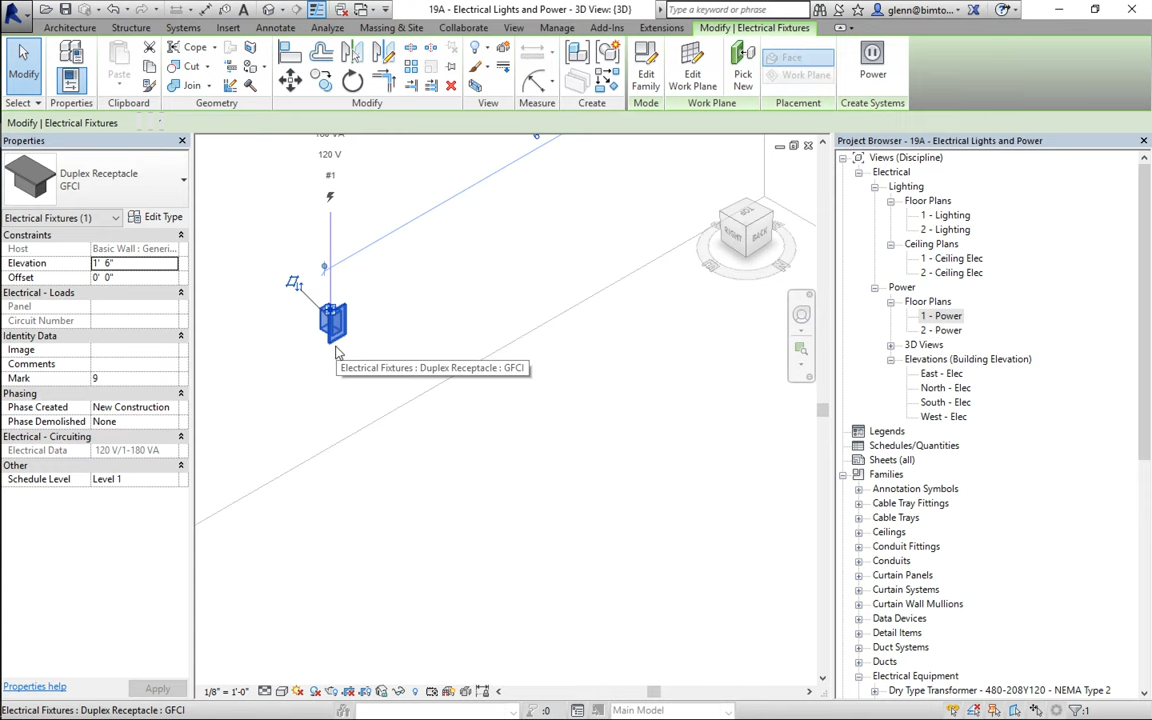 19A - Electrical Lights and Power - 3D View: {3D}
Type a keyword or phrase
glenn@bimto...
Architecture Structure Systems Insert Annotate Analyze Massing & Site Collaborate View Manage Add-Ins Extensions Modify | Electrical Fixtures
Modify
Properties
Paste
Cope
Cut
Join
Edit Family
Edit Work Plane
Pick New
Face
Work Plane
Power
Select
Properties
Clipboard
Geometry
Modify
View
Measure
Create
Mode
Work Plane
Placement
Create Systems
Modify | Electrical Fixtures
Properties
Duplex Receptacle
GFCI
Electrical Fixtures (1)
Edit Type
Constraints
Host Basic Wall : Generi...
Elevation 1' 6"
Offset 0' 0"
Electrical - Loads
Panel
Circuit Number
Identity Data
Image
Comments
Mark 9
Phasing
Phase Created New Construction
Phase Demolished None
Electrical - Circuiting
Electrical Data 120 V/1-180 VA
Other
Schedule Level Level 1
Properties help
Apply
180 VA
120 V
#1
TOP
RIGHT
BACK
Electrical Fixtures : Duplex Receptacle : GFCI
Project Browser - 19A - Electrical Lights and Power
Views (Discipline)
Electrical
Lighting
Floor Plans
1 - Lighting
2 - Lighting
Ceiling Plans
1 - Ceiling Elec
2 - Ceiling Elec
Power
Floor Plans
1 - Power
2 - Power
3D Views
Elevations (Building Elevation)
East - Elec
North - Elec
South - Elec
West - Elec
Legends
Schedules/Quantities
Sheets (all)
Families
Annotation Symbols
Cable Tray Fittings
Cable Trays
Ceilings
Conduit Fittings
Conduits
Curtain Panels
Curtain Systems
Curtain Wall Mullions
Data Devices
Detail Items
Duct Systems
Ducts
Electrical Equipment
Dry Type Transformer - 480-208Y120 - NEMA Type 2
1/8" = 1'-0"
Electrical Fixtures : Duplex Receptacle : GFCI
:0
Main Model
:1